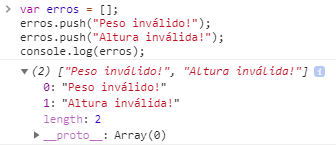 > var erros = [];
erros.push("Peso inválido!");
erros.push("Altura inválida!");
console.log(erros);
▼ (2) ["Peso inválido!", "Altura inválida!"] i
0: "Peso inválido!"
1: "Altura inválida!"
length: 2
▶ __proto__: Array(0)